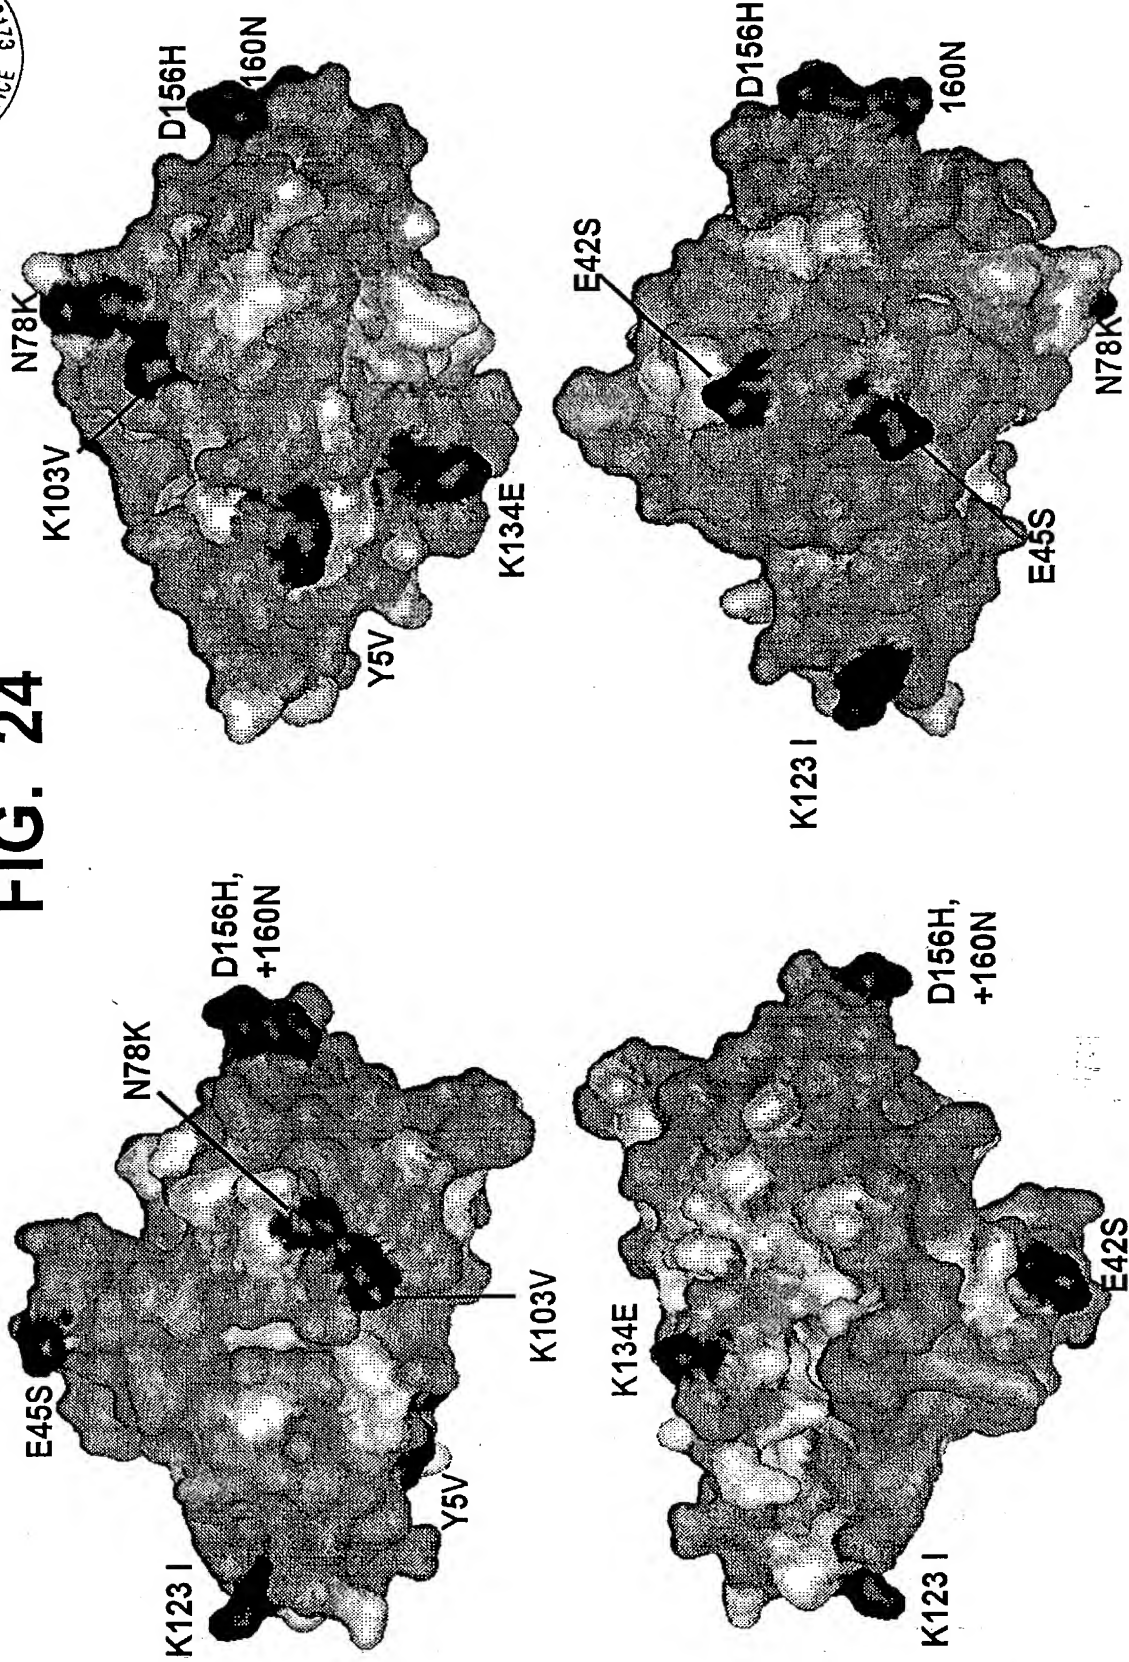 FIG. 24
E45S
K123 I
N78K
D156H,
+160N
Y5V
K103V
N78K
K103V
D156H
160N
Y5V
K134E
K134E
K123 I
D156H,
+160N
E42S
E42S
D156H
160N
K123 I
E45S
N78K